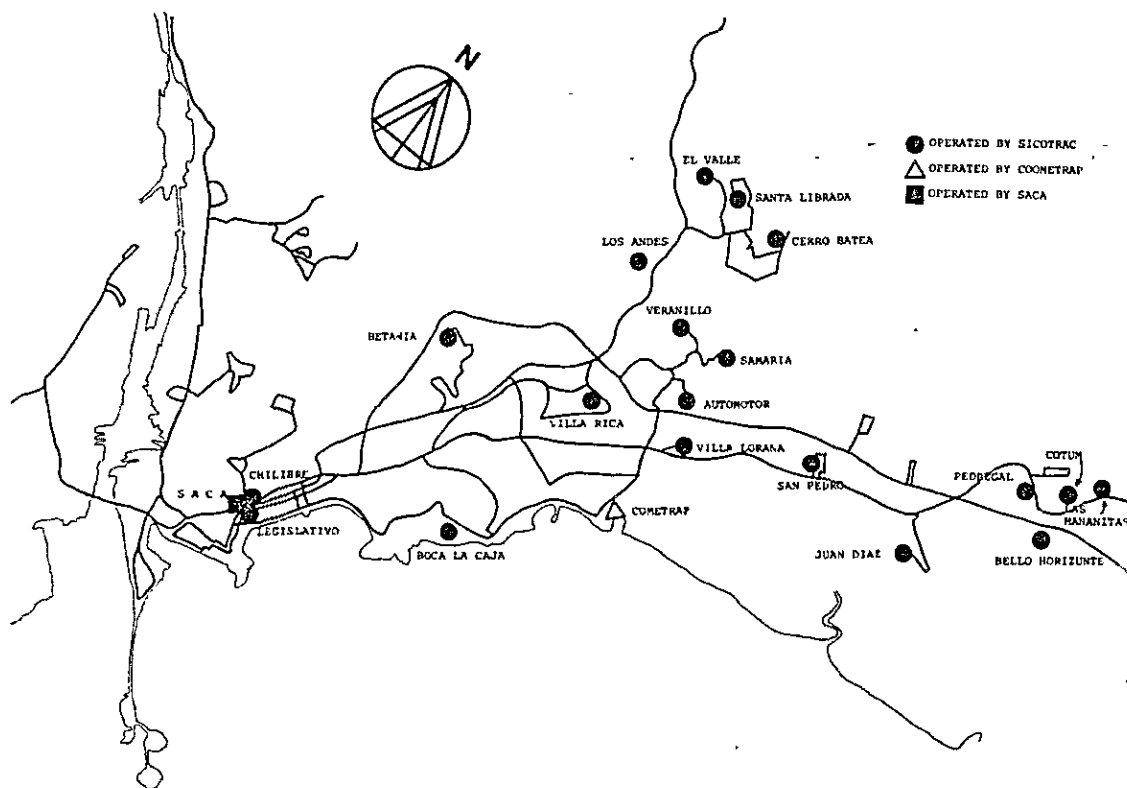 N
OPERATED BY SICOTRAC
OPERATED BY COOMETRAP
OPERATED BY SACA
EL VALLE
SANTA LIBRADA
CERRO BATEA
LOS ANDES
VERANILLO
BETANIA
SAMARIA
AUTOMOTOR
VILLA RICA
VILLA LORANA
COTUM
SAN PEDRO
PEDREGAL
CHILIBRE
SACA
LAS MANANITAS
LEGISLATIVO
COMETRAP
BOCA LA CAJA
JUAN DIAZ
BELLO HORIZUNTE